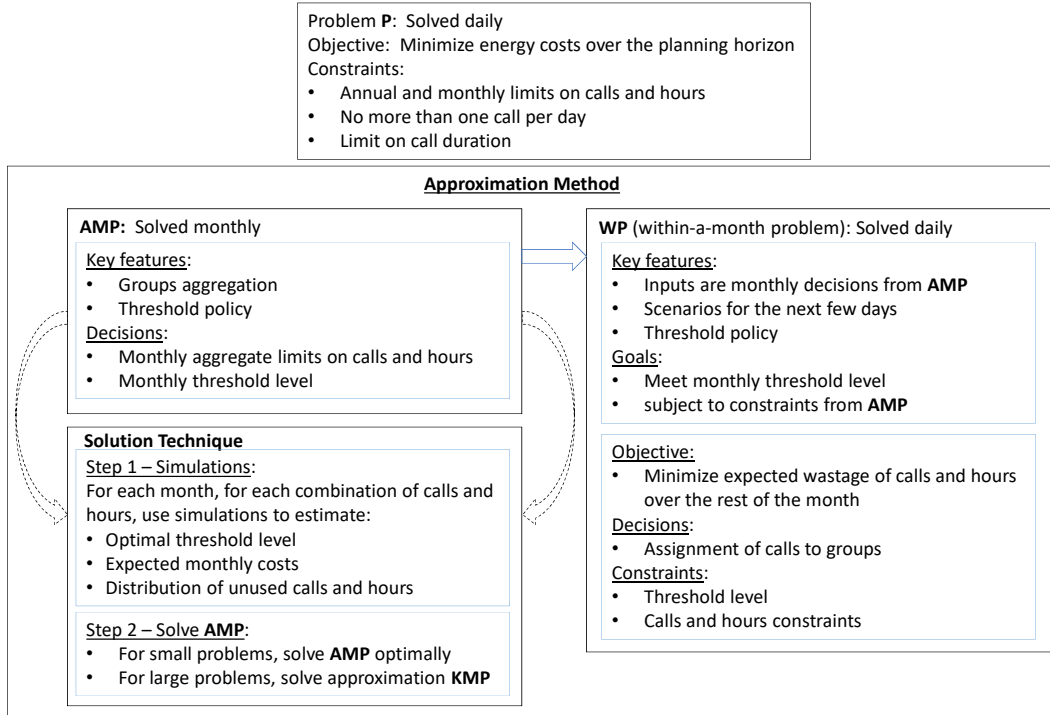 Problem P: Solved daily
Objective: Minimize energy costs over the planning horizon
Constraints:
• Annual and monthly limits on calls and hours
• No more than one call per day
• Limit on call duration
Approximation Method
AMP: Solved monthly
Key features:
• Groups aggregation
• Threshold policy
Decisions:
• Monthly aggregate limits on calls and hours
• Monthly threshold level
Solution Technique
Step 1 – Simulations:
For each month, for each combination of calls and
hours, use simulations to estimate:
• Optimal threshold level
• Expected monthly costs
• Distribution of unused calls and hours
Step 2 – Solve AMP:
• For small problems, solve AMP optimally
• For large problems, solve approximation KMP
WP (within-a-month problem): Solved daily
Key features:
• Inputs are monthly decisions from AMP
• Scenarios for the next few days
• Threshold policy
Goals:
• Meet monthly threshold level
• subject to constraints from AMP
Objective:
• Minimize expected wastage of calls and hours
over the rest of the month
Decisions:
• Assignment of calls to groups
Constraints:
• Threshold level
• Calls and hours constraints